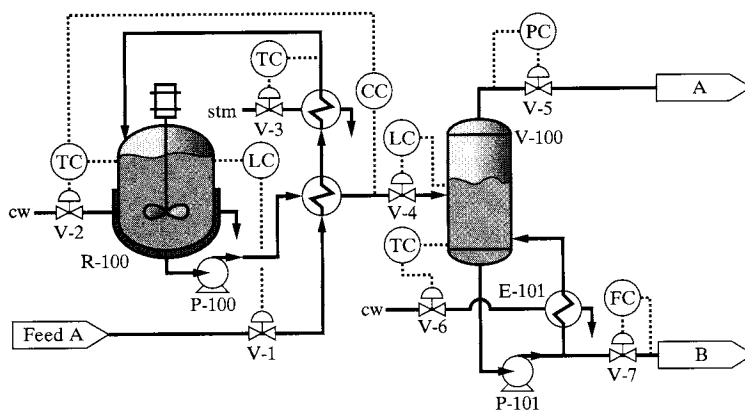 PC
TC
A
CC
stm
V-5
V-3
V-100
TC
LC
LC
cw
V-2
V-4
R-100
TC
P-100
E-101
FC
Feed A
cw
V-6
V-1
B
V-7
P-101